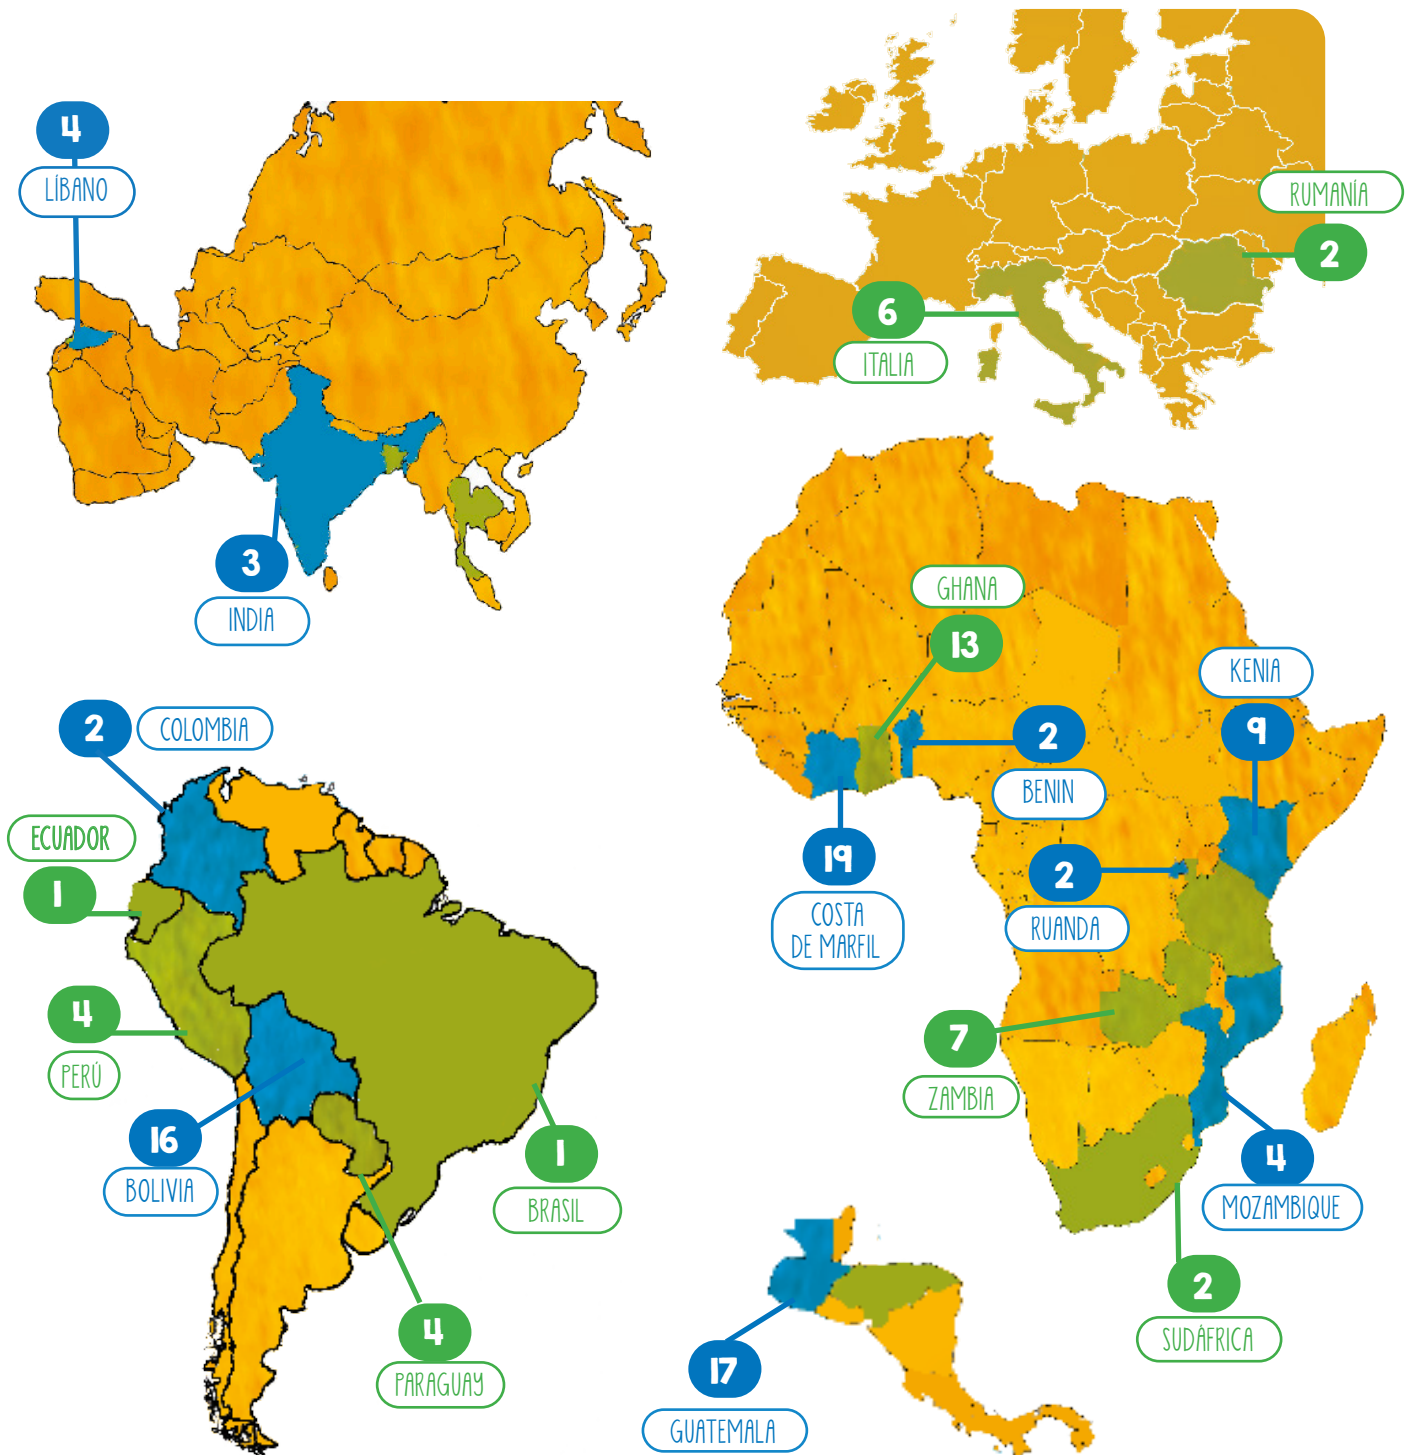 4
LÍBANO
3
INDIA
RUMANÍA
2
6
ITALIA
GHANA
13
KENIA
9
2
BENIN
19
COSTA
DE MARFIL
2
RUANDA
7
ZAMBIA
4
MOZAMBIQUE
2
SUDÁFRICA
2
COLOMBIA
ECUADOR
1
4
PERÚ
16
BOLIVIA
1
BRASIL
4
PARAGUAY
17
GUATEMALA